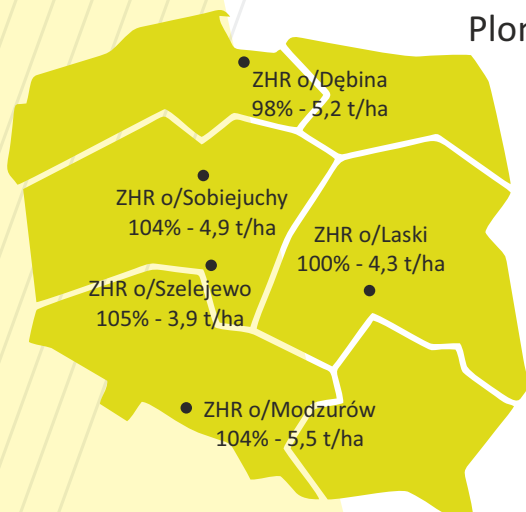 Plon
ZHR o/Dębina
98% - 5,2 t/ha
ZHR o/Sobiejuchy
104% - 4,9 t/ha
ZHR o/Laski
100% - 4,3 t/ha
ZHR o/Szelejewo
105% - 3,9 t/ha
ZHR o/Modzurów
104% - 5,5 t/ha